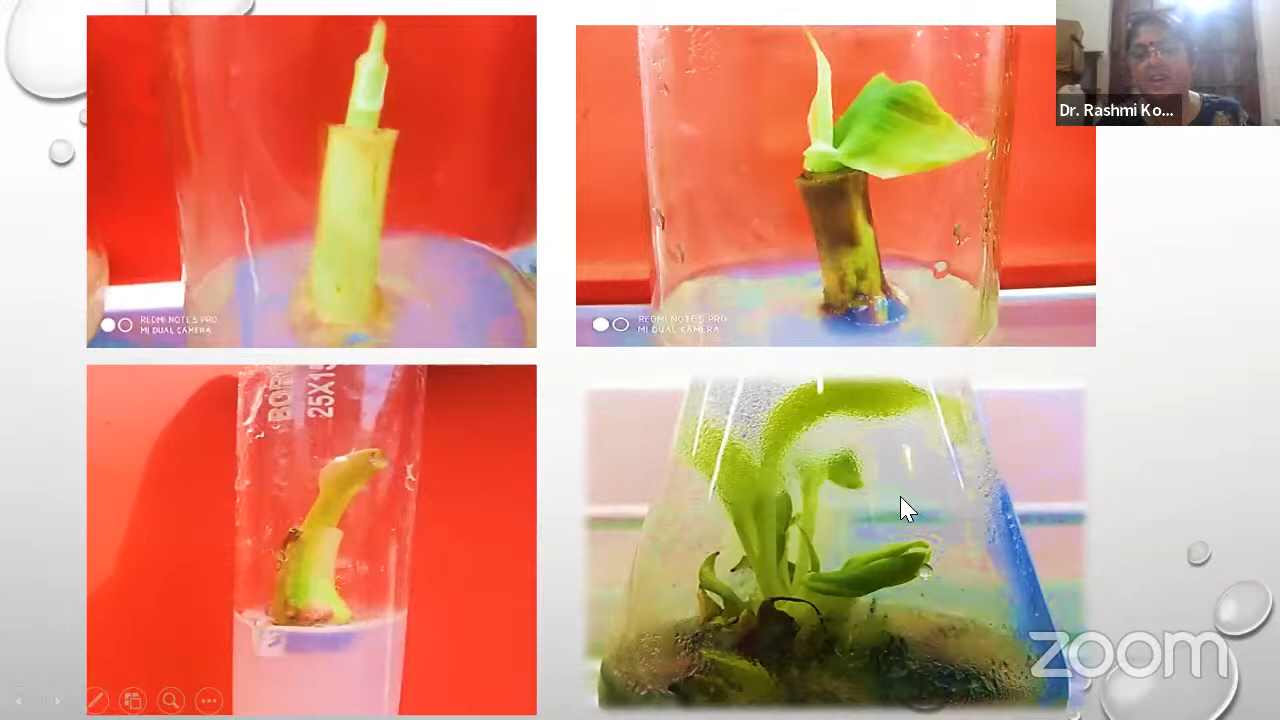 Dr. Rashmi Ko...
REDMI NOTE 5 PRO
MI DUAL CAMERA
REDMI NOTE 5 PRO
MI DUAL CAMERA
25X15
zoom